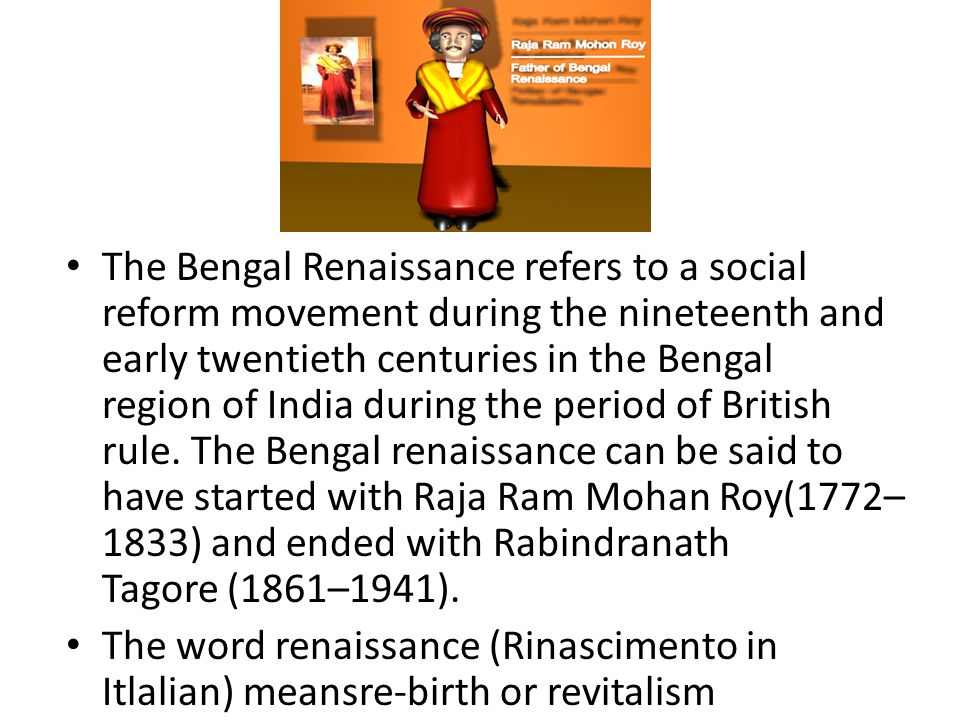 Raja Ram Mohon Roy
Father of Bengal
Renaissance
• The Bengal Renaissance refers to a social
reform movement during the nineteenth and
early twentieth centuries in the Bengal
region of India during the period of British
rule. The Bengal renaissance can be said to
have started with Raja Ram Mohan Roy(1772–
1833) and ended with Rabindranath
Tagore (1861–1941).
• The word renaissance (Rinascimento in
Itlalian) meansre-birth or revitalism